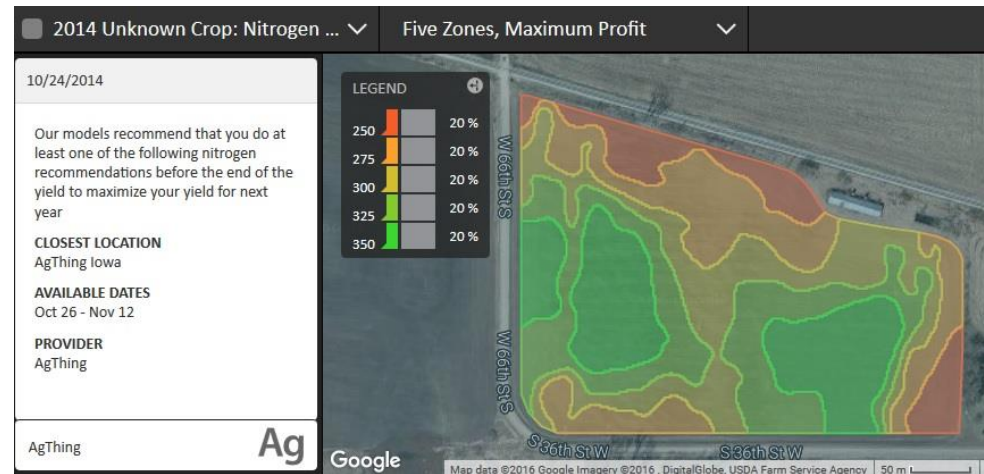 2014 Unknown Crop: Nitrogen ...
Five Zones, Maximum Profit
10/24/2014
Our models recommend that you do at
least one of the following nitrogen
recommendations before the end of the
yield to maximize your yield for next
year
CLOSEST LOCATION
AgThing Iowa
AVAILABLE DATES
Oct 26 - Nov 12
PROVIDER
AgThing
AgThing
Ag
LEGEND
250 20 %
275 20 %
300 20 %
325 20 %
350 20 %
W 66th St S
W 66th St S
S 36th St W
S 36th St W
Google
Map data ©2016 Google Imagery ©2016 , DigitalGlobe, USDA Farm Service Agency
50 m